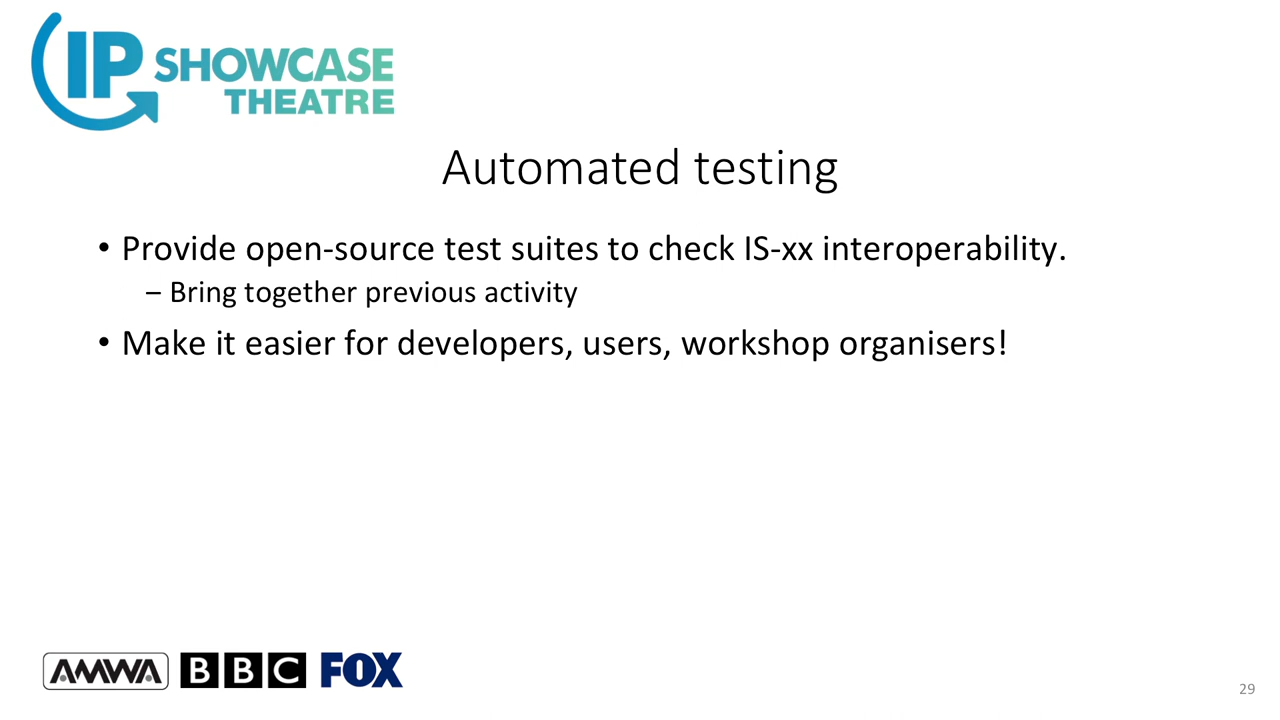 IP SHOWCASE
THEATRE
Automated testing
• Provide open-source test suites to check IS-xx interoperability.
– Bring together previous activity
• Make it easier for developers, users, workshop organisers!
AMWA BBC FOX
29